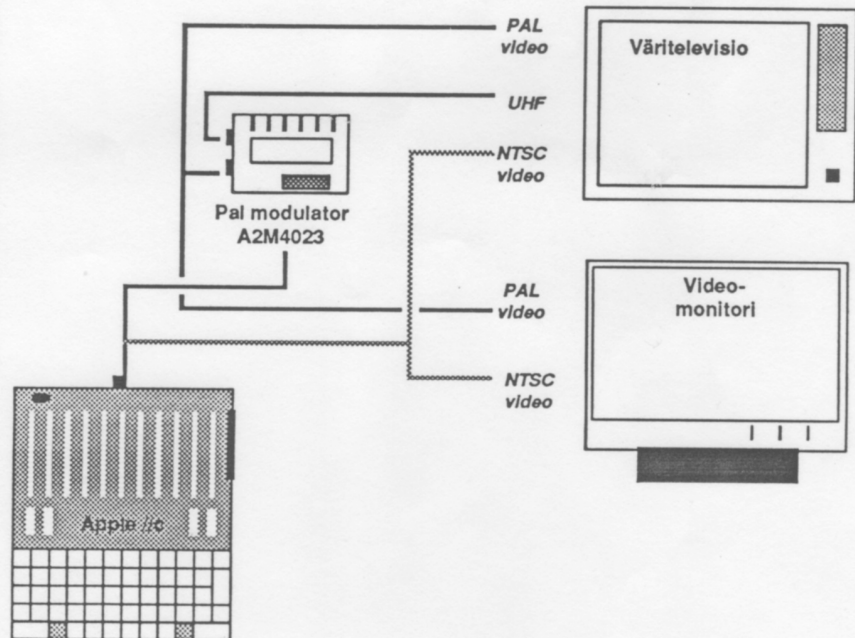 PAL
video
Väritelevisio
UHF
NTSC
video
Pal modulator
A2M4023
PAL
video
Video-
monitori
NTSC
video
Apple //c